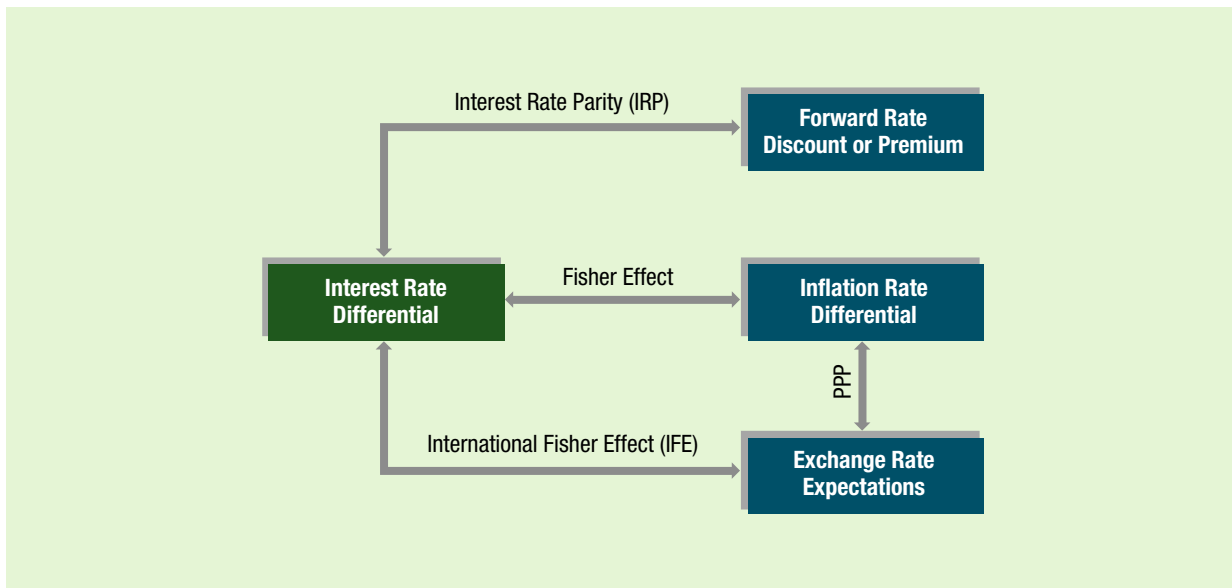 Interest Rate Parity (IRP)
Forward Rate
Discount or Premium
Interest Rate
Differential
Fisher Effect
Inflation Rate
Differential
PPP
International Fisher Effect (IFE)
Exchange Rate
Expectations